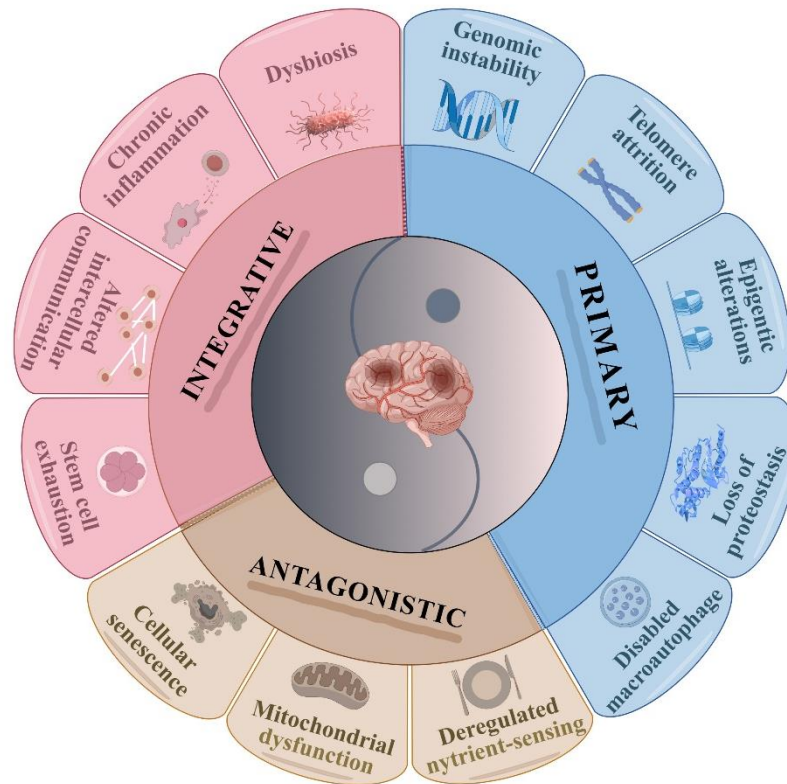 Dysbiosis
Genomic
instability
Telomere
attrition
Epigentic
alterations
Loss of
proteostasis
Disabled
macroautophage
Deregulated
nytrient-sensing
Mitochondrial
dysfunction
Cellular
senescence
Stem cell
exhaustion
Altered
intercellular
communication
Chronic
inflammation
INTEGRATIVE
PRIMARY
ANTAGONISTIC